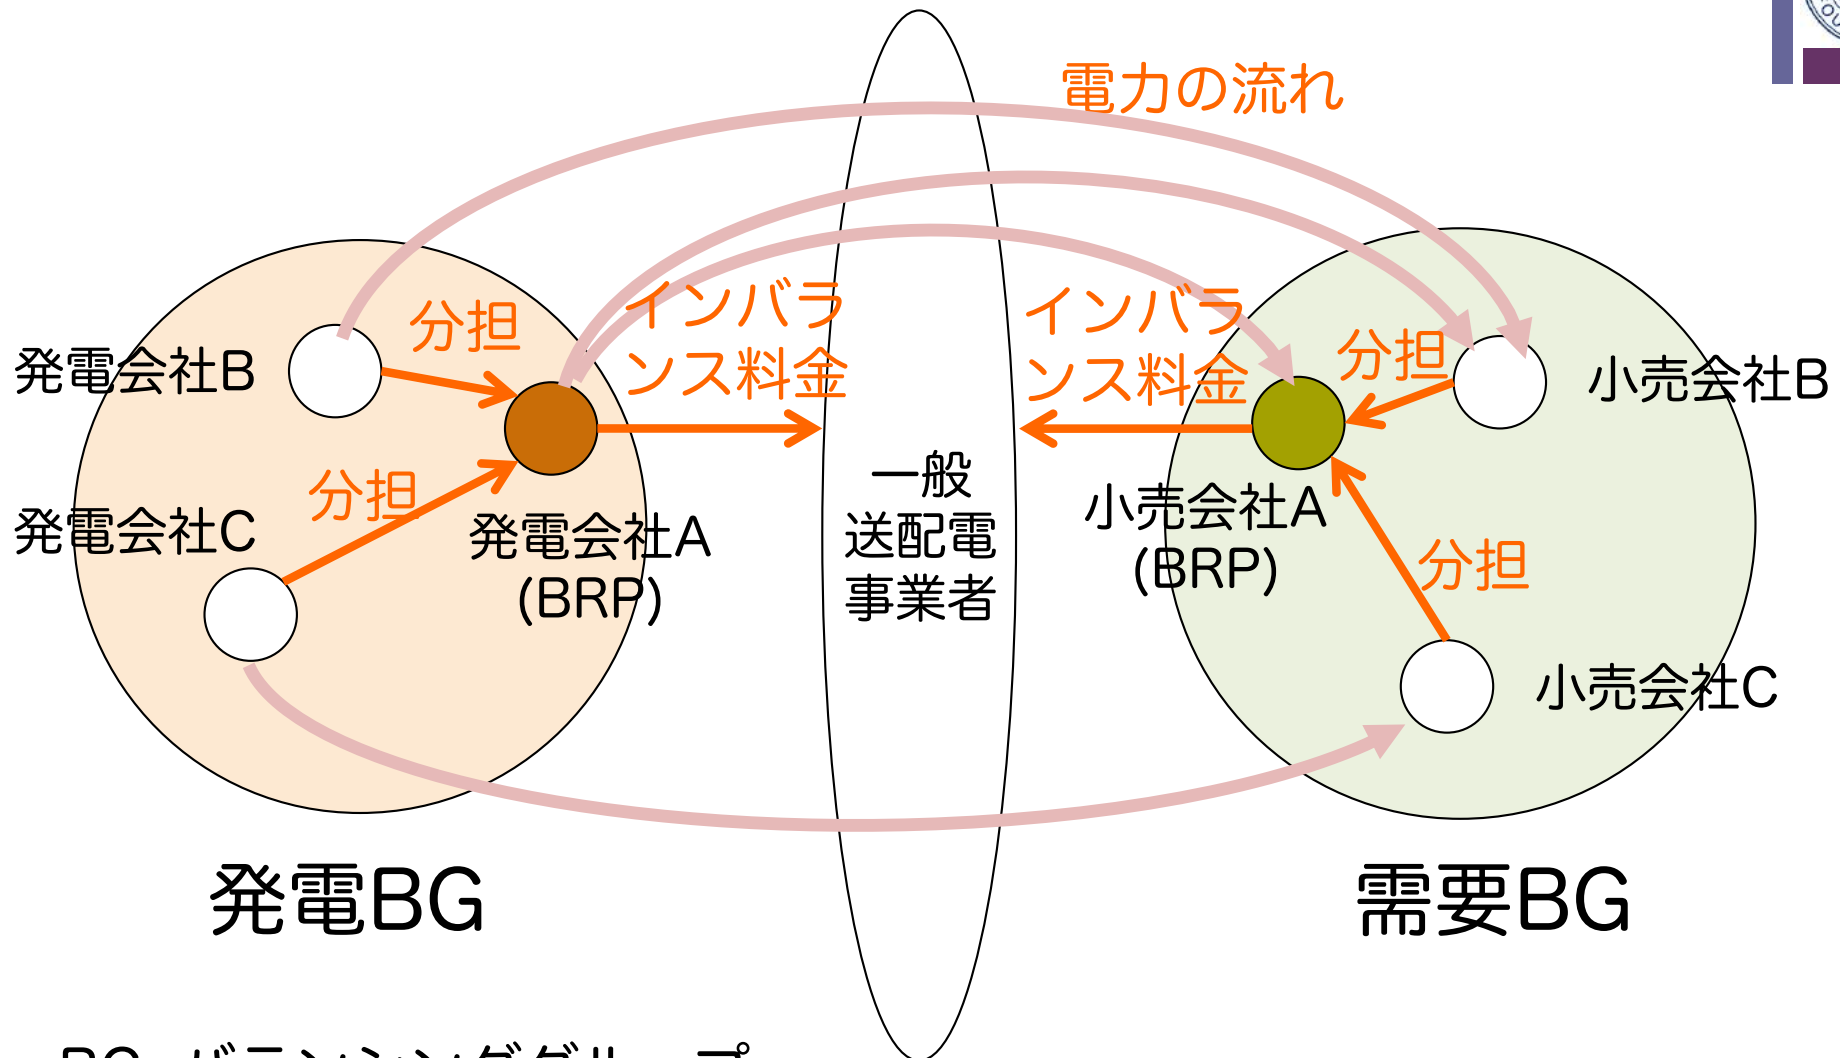 電力の流れ
分担
インバラ
ンス料金
インバラ
ンス料金
分担
発電会社B
小売会社B
分担
発電会社C
発電会社A
(BRP)
一般
送配電
事業者
小売会社A
(BRP)
分担
小売会社C
発電BG
需要BG